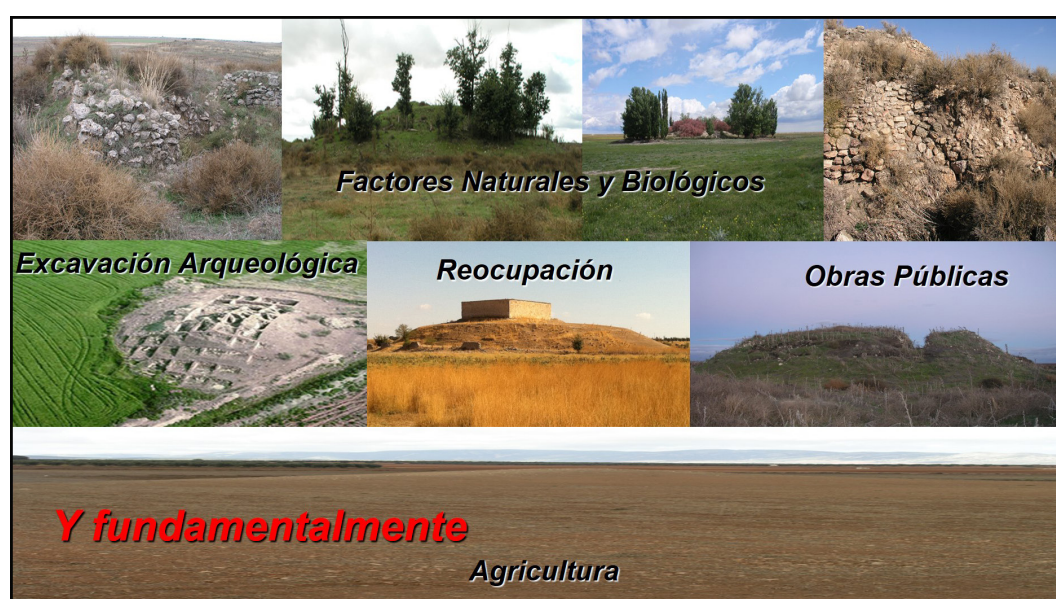 Factores Naturales y Biológicos
Excavación Arqueológica
Reocupación
Obras Públicas
Y fundamentalmente
Agricultura